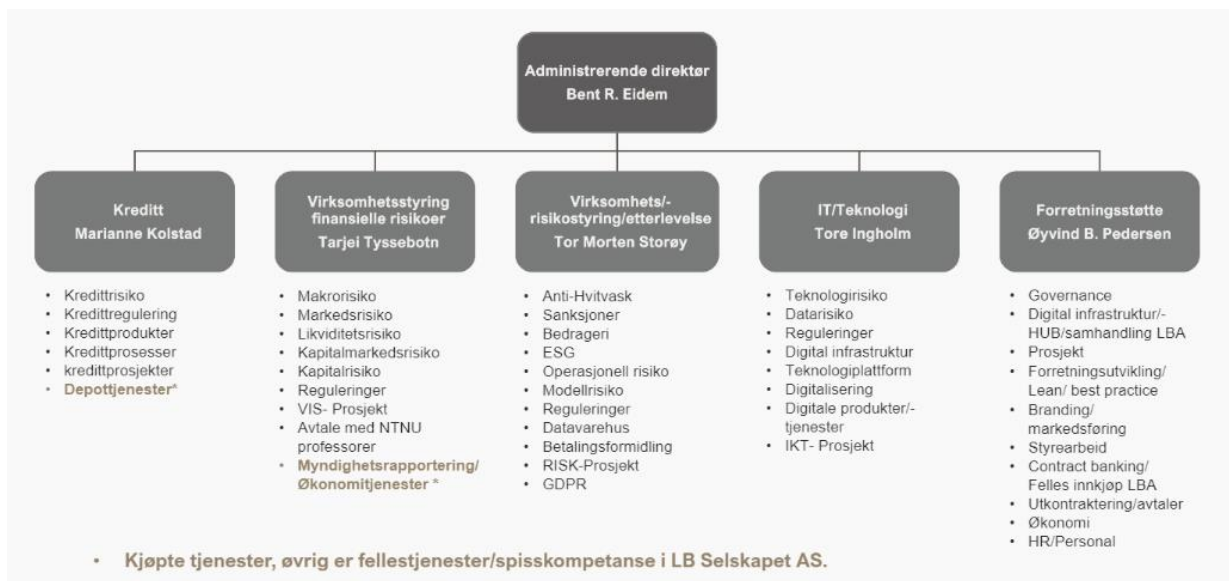 Administrerende direktør
Bent R. Eidem
Kreditt
Marianne Kolstad
Virksomhetsstyring
finansielle risikoer
Tarjei Tyssebotn
Virksomhets/-
risikostyring/etterlevelse
Tor Morten Storøy
IT/Teknologi
Tore Ingholm
Forretningsstøtte
Øyvind B. Pedersen
• Kredittrisiko
• Kredittregulering
• Kredittprodukter
• Kredittprosesser
• kredittprosjekter
• Depottjenester*
• Makrorisiko
• Markedsrisiko
• Likviditetsrisiko
• Kapitalmarkedsrisiko
• Kapitalrisiko
• Reguleringer
• VIS- Prosjekt
• Avtale med NTNU
professorer
• Myndighetsrapportering/
Økonomitjenester *
• Anti-Hvitvask
• Sanksjoner
• Bedrageri
• ESG
• Operasjonell risiko
• Modellrisiko
• Reguleringer
• Datavarehus
• Betalingsformidling
• RISK-Prosjekt
• GDPR
• Teknologirisiko
• Datarisiko
• Reguleringer
• Digital infrastruktur
• Teknologiplattform
• Digitalisering
• Digitale produkter/-
tjenester
• IKT- Prosjekt
• Governance
• Digital infrastruktur/-
HUB/samhandling LBA
• Prosjekt
• Forretningsutvikling/
Lean/ best practice
• Branding/
markedsføring
• Styrearbeid
• Contract banking/
Felles innkjøp LBA
• Utkontraktering/avtaler
• Økonomi
• HR/Personal
• Kjøpte tjenester, øvrig er fellestjenester/spisskompetanse i LB Selskapet AS.